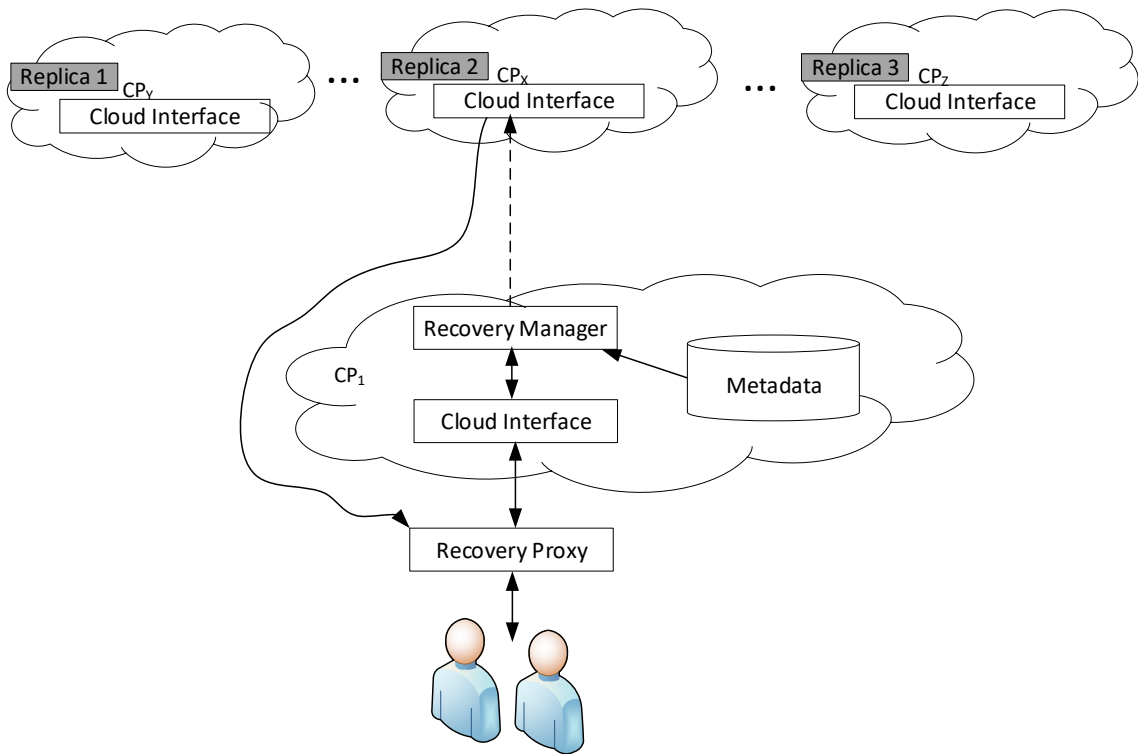 Replica 1
CPY
Cloud Interface
...
Replica 2
CPX
Cloud Interface
...
Replica 3
CPZ
Cloud Interface
Recovery Manager
CP1
Metadata
Cloud Interface
Recovery Proxy